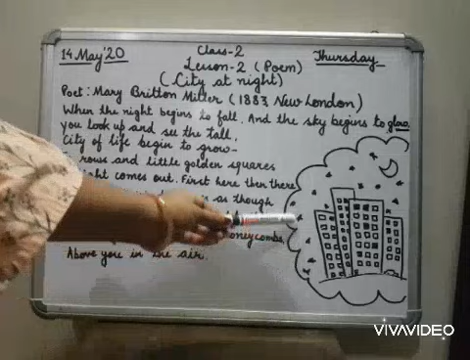 14 May'20 Class-2 Thursday
Lesson-2 (Poem)
(City at night)
Poet: Mary Britton Miller (1883 New London)
When the night begins to fall. And the sky begins to glow
you look up and see the tall.
City of life begin to grow-
rows and little golden squares
light comes out. First here then there
as though
oneycombs
Above you in the air.
VIVAVIDEO